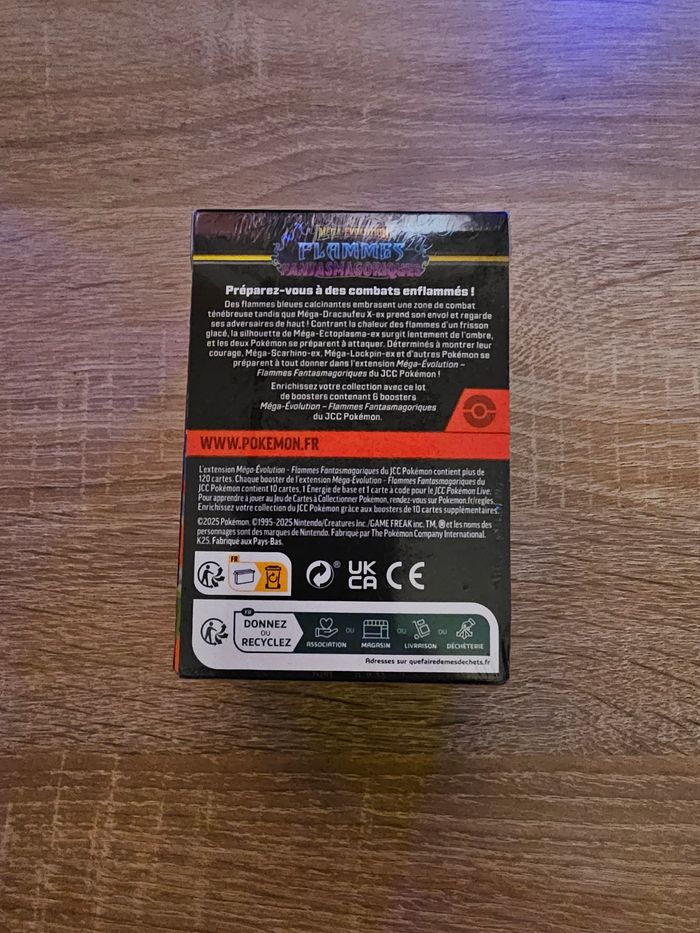 MÉGA-ÉVOLUTION
FLAMMES
FANTASMAGORIQUES
Préparez-vous à des combats enflammés !
Des flammes bleues calcinantes embrasent une zone de combat
ténébreuse tandis que Méga-Dracaufeu X-ex prend son envol et regarde
ses adversaires de haut ! Contrant la chaleur des flammes d'un frisson
glacé, la silhouette de Méga-Ectoplasma-ex surgit lentement de l'ombre,
et les deux Pokémon se préparent à attaquer. Déterminés à montrer leur
courage, Méga-Scarhino-ex, Méga-Lockpin-ex et d'autres Pokémon se
préparent à tout donner dans l'extension Méga-Évolution –
Flammes Fantasmagoriques du JCC Pokémon !
Enrichissez votre collection avec ce lot
de boosters contenant 6 boosters
Méga-Évolution – Flammes Fantasmagoriques
du JCC Pokémon.
WWW.POKEMON.FR
L'extension Méga-Évolution - Flammes Fantasmagoriques du JCC Pokémon contient plus de
120 cartes. Chaque booster de l'extension Méga-Évolution - Flammes Fantasmagoriques du
JCC Pokémon contient 10 cartes, 1 Énergie de base et 1 carte à code pour le JCC Pokémon Live.
Pour apprendre à jouer au Jeu de Cartes à Collectionner Pokémon, rendez-vous sur Pokemon.fr/regles.
Enrichissez votre collection du JCC Pokémon grâce aux boosters de 10 cartes supplémentaires.
©2025 Pokémon. ©1995-2025 Nintendo/Creatures Inc./GAME FREAK inc. TM, ® et les noms des
personnages sont des marques de Nintendo. Fabriqué par The Pokémon Company International.
K25. Fabriqué aux Pays-Bas.
FR
® UK
CA CE
FR
DONNEZ
OU
RECYCLEZ
ASSOCIATION OU MAGASIN OU LIVRAISON OU DÉCHÈTERIE
Adresses sur quefairedemesdechets.fr